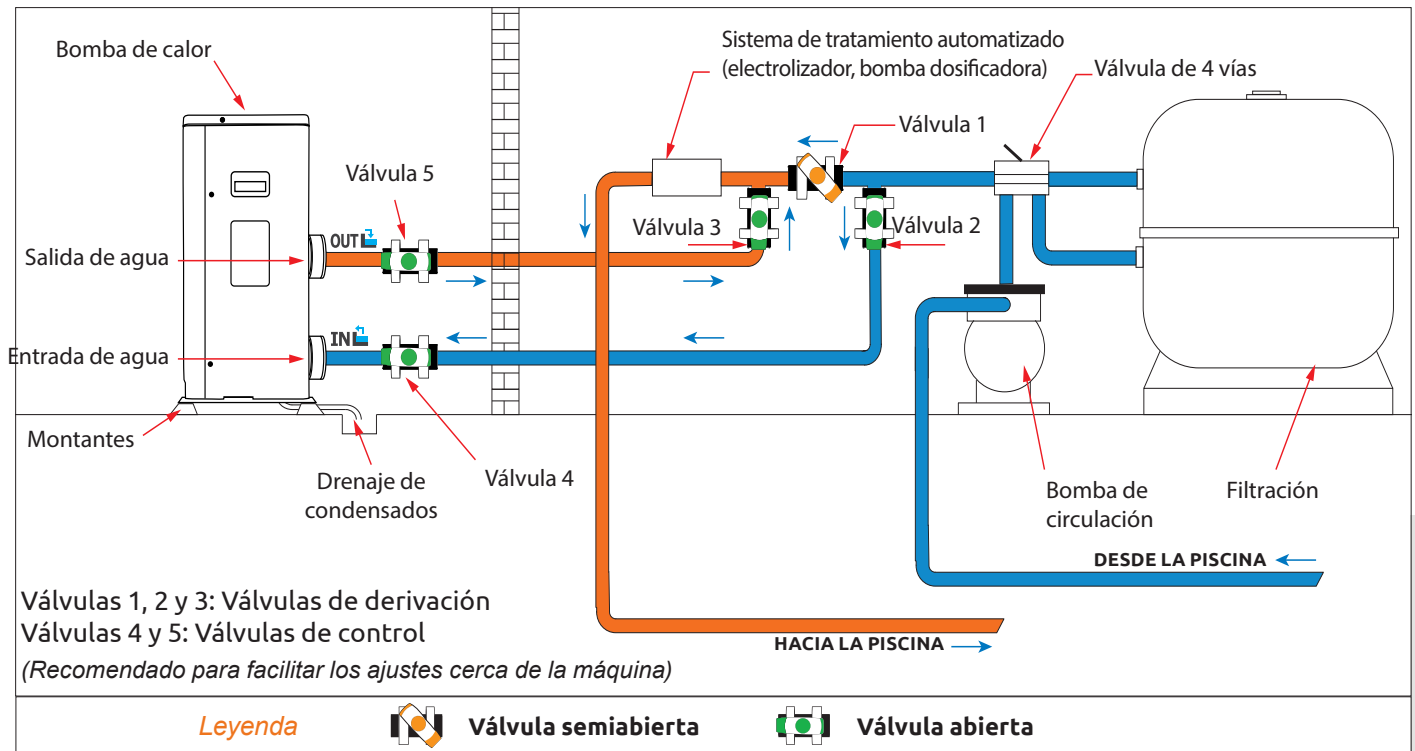 Bomba de calor
Sistema de tratamiento automatizado
(electrolizador, bomba dosificadora)
Válvula de 4 vías
Válvula 1
Válvula 5
Válvula 3
Válvula 2
OUT
Salida de agua
IN
Entrada de agua
Montantes
Drenaje de
condensados
Válvula 4
Bomba de
circulación
Filtración
DESDE LA PISCINA
HACIA LA PISCINA
Válvulas 1, 2 y 3: Válvulas de derivación
Válvulas 4 y 5: Válvulas de control
(Recomendado para facilitar los ajustes cerca de la máquina)
Leyenda
Válvula semiabierta
Válvula abierta